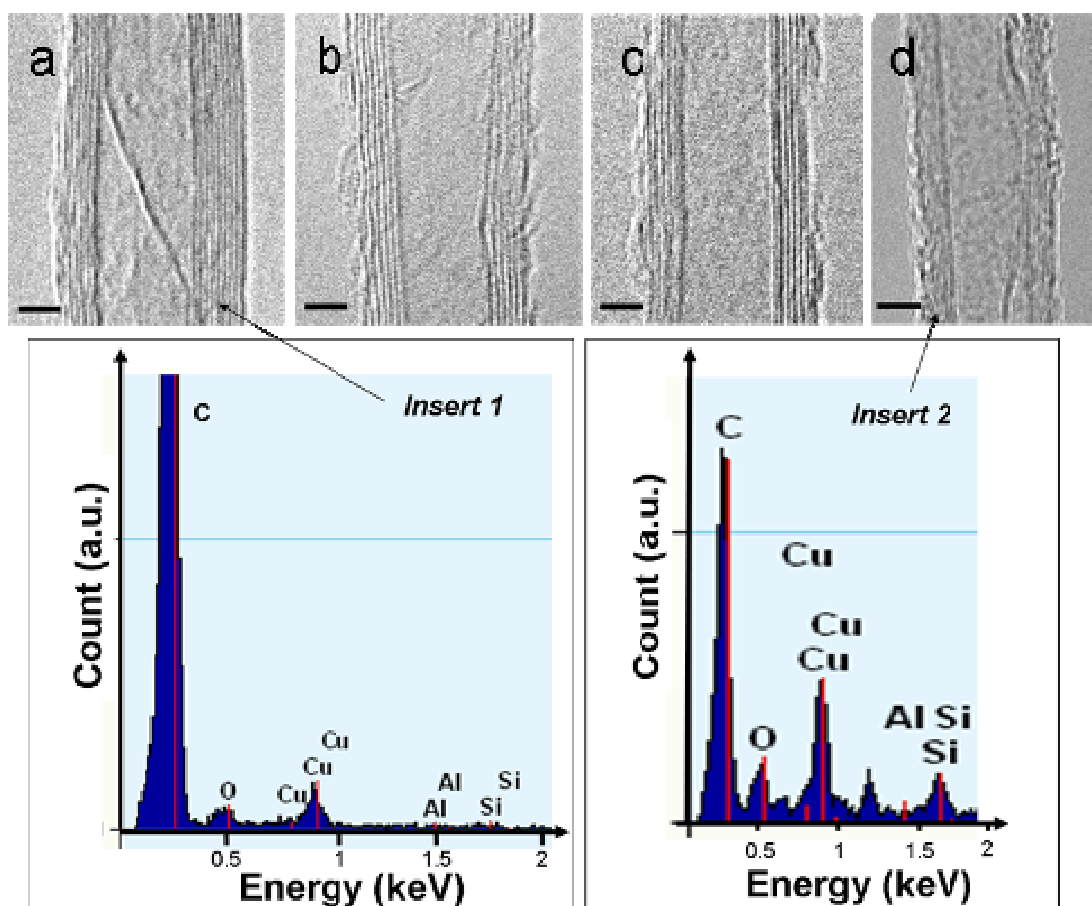 a b c d
Insert 1
Insert 2
C
O
Cu
Cu
Cu
Al
Al
Si
Si
Count (a.u.)
0.5 1 1.5 2
Energy (keV)
C
Cu
Cu
Cu
O
Al Si
Si
Count (a.u.)
0.5 1 1.5 2
Energy (keV)